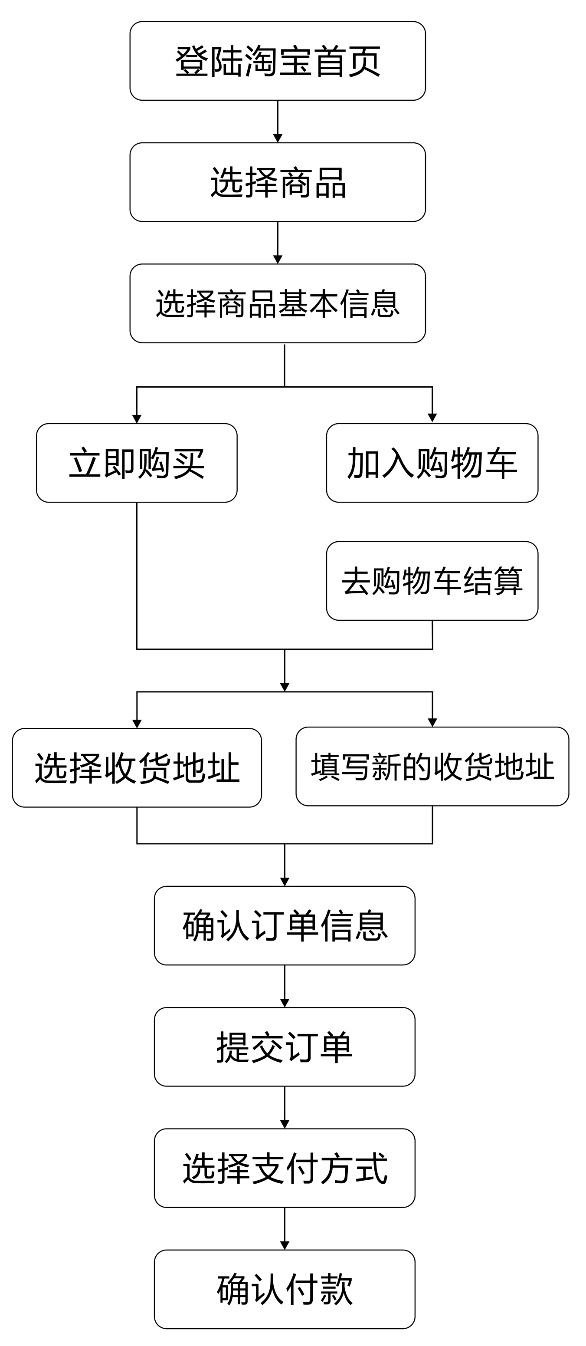 登陆淘宝首页
选择商品
选择商品基本信息
立即购买
加入购物车
去购物车结算
选择收货地址
填写新的收货地址
确认订单信息
提交订单
选择支付方式
确认付款